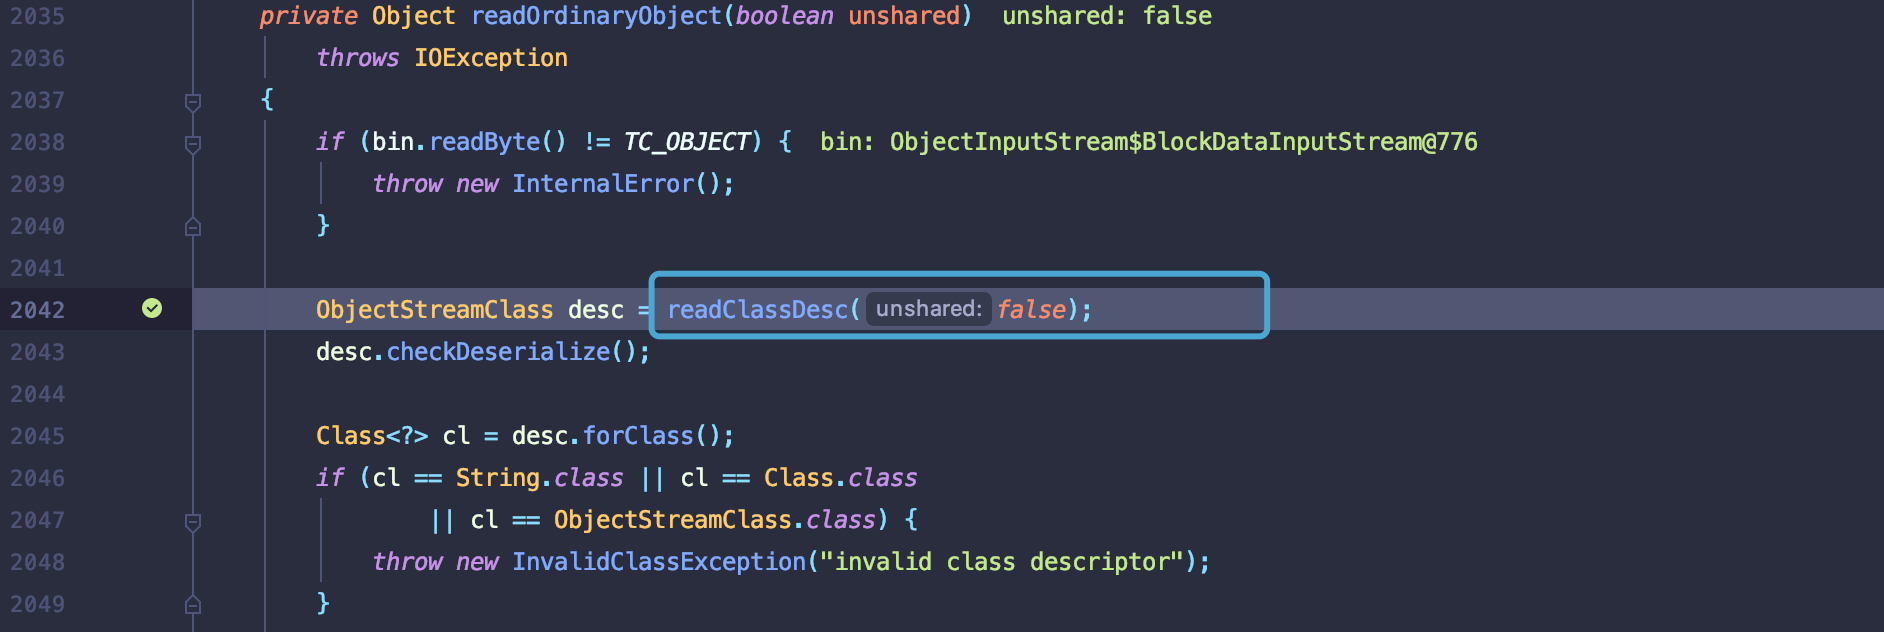 2035 private Object readOrdinaryObject(boolean unshared) unshared: false
2036 throws IOException
2037 {
2038 if (bin.readByte() != TC_OBJECT) { bin: ObjectInputStream$BlockDataInputStream@776
2039 throw new InternalError();
2040 }
2041
2042 ObjectStreamClass desc = readClassDesc( unshared: false);
2043 desc.checkDeserialize();
2044
2045 Class<?> cl = desc.forClass();
2046 if (cl == String.class || cl == Class.class
2047 || cl == ObjectStreamClass.class) {
2048 throw new InvalidClassException("invalid class descriptor");
2049 }